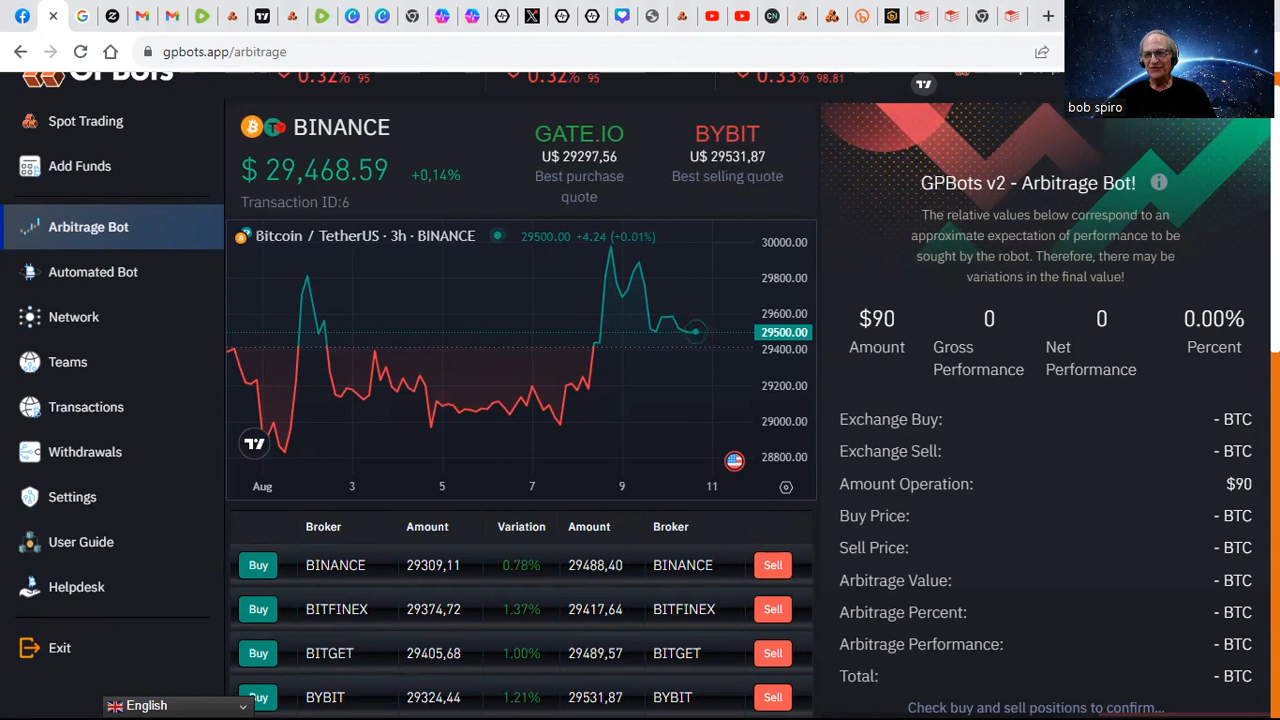 gpbots.app/arbitrage
bob spiro
GPBots
0.32% 95
0.32% 95
0.33% 98.81
Spot Trading
Add Funds
Arbitrage Bot
Automated Bot
Network
Teams
Transactions
Withdrawals
Settings
User Guide
Helpdesk
Exit
English
BINANCE
$ 29,468.59 +0,14%
Transaction ID:6
GATE.IO
U$ 29297,56
Best purchase
quote
BYBIT
U$ 29531,87
Best selling quote
Bitcoin / TetherUS · 3h · BINANCE 29500.00 +4.24 (+0.01%)
30000.00
29800.00
29600.00
29500.00
29400.00
29200.00
29000.00
28800.00
Aug 3 5 7 9 11
Broker Amount Variation Amount Broker
Buy BINANCE 29309,11 0.78% 29488,40 BINANCE Sell
Buy BITFINEX 29374,72 1.37% 29417,64 BITFINEX Sell
Buy BITGET 29405,68 1.00% 29489,57 BITGET Sell
Buy BYBIT 29324,44 1.21% 29531,87 BYBIT Sell
GPBots v2 - Arbitrage Bot!
The relative values below correspond to an
approximate expectation of performance to be
sought by the robot. Therefore, there may be
variations in the final value!
$90 0 0 0.00%
Amount Gross Net Percent
Performance Performance
Exchange Buy: - BTC
Exchange Sell: - BTC
Amount Operation: $90
Buy Price: - BTC
Sell Price: - BTC
Arbitrage Value: - BTC
Arbitrage Percent: - BTC
Arbitrage Performance: - BTC
Total: - BTC
Check buy and sell positions to confirm...